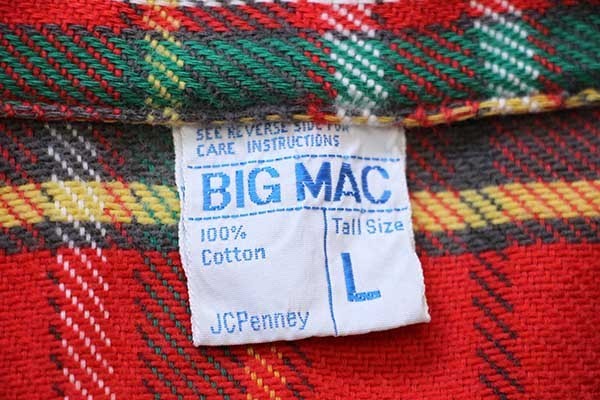 SEE REVERSE SIDE FOR
CARE INSTRUCTIONS
BIG MAC
100%
Cotton
Tall Size
L
JCPenney